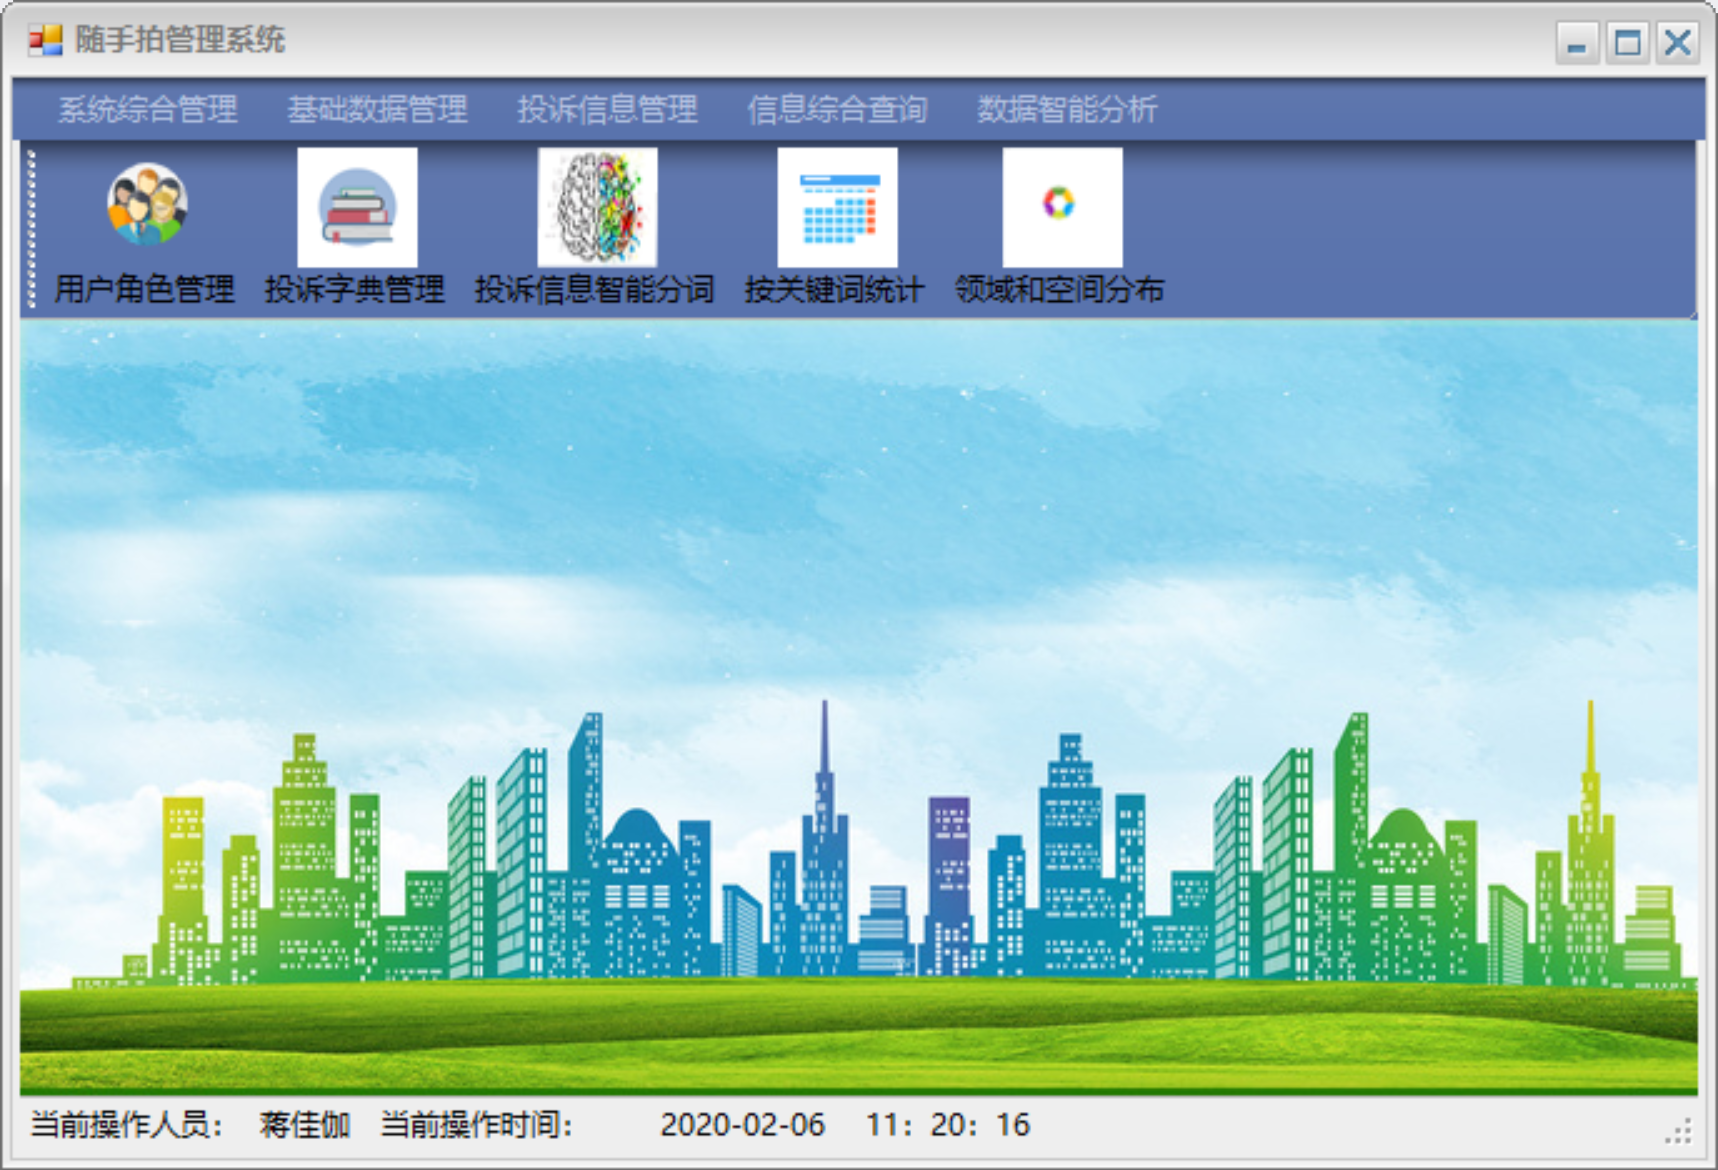 随手拍管理系统
系统综合管理 基础数据管理 投诉信息管理 信息综合查询 数据智能分析
用户角色管理 投诉字典管理 投诉信息智能分词 按关键词统计 领域和空间分布
当前操作人员： 蒋佳伽 当前操作时间： 2020-02-06 11：20：16